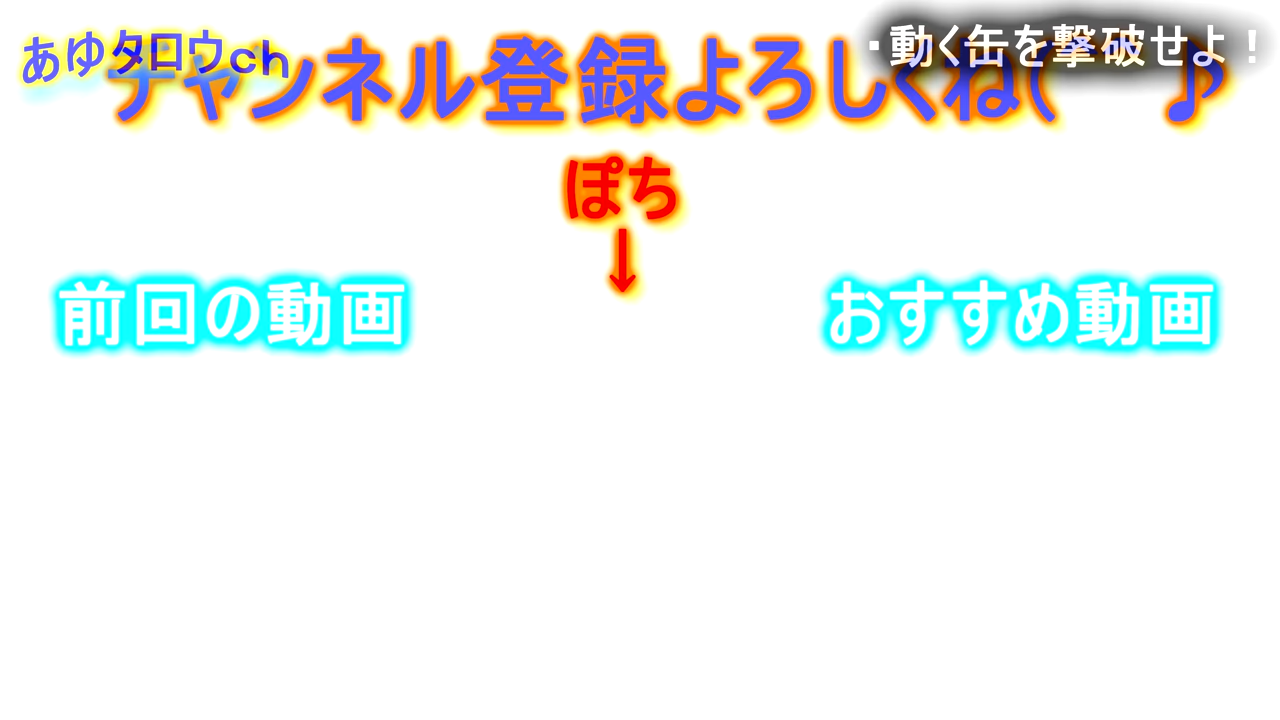 あゆタロウch
・動く缶を撃破せよ！
チャンネル登録よろしくね(　♪
ぽち
↓
前回の動画
おすすめ動画